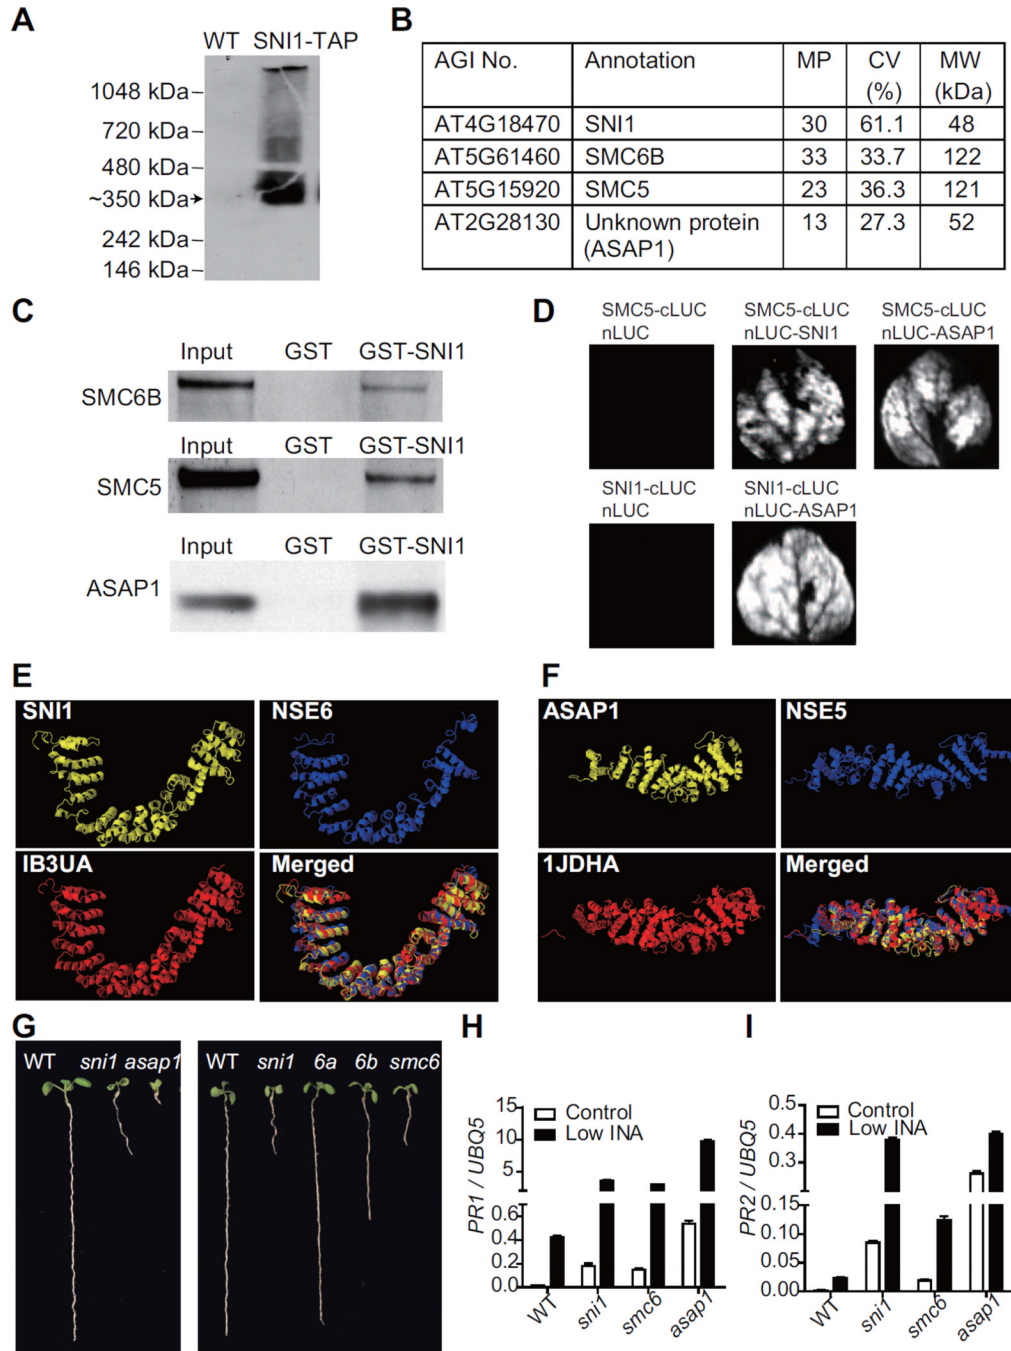 A
WT SNI1-TAP
1048 kDa
720 kDa
480 kDa
~350 kDa
242 kDa
146 kDa
B
AGI No. Annotation MP CV (%) MW (kDa)
AT4G18470 SNI1 30 61.1 48
AT5G61460 SMC6B 33 33.7 122
AT5G15920 SMC5 23 36.3 121
AT2G28130 Unknown protein (ASAP1) 13 27.3 52
C
Input GST GST-SNI1
SMC6B
Input GST GST-SNI1
SMC5
Input GST GST-SNI1
ASAP1
D
SMC5-cLUC SMC5-cLUC SMC5-cLUC
nLUC nLUC-SNI1 nLUC-ASAP1
SNI1-cLUC SNI1-cLUC
nLUC nLUC-ASAP1
E
SNI1 NSE6
IB3UA Merged
F
ASAP1 NSE5
1JDHA Merged
G
WT sni1 asap1
WT sni1 6a 6b smc6
H
PR1 / UBQ5
15
10
5
0.6
0.4
0.2
0.0
Control
Low INA
WT sni1 smc6 asap1
I
PR2 / UBQ5
0.5
0.4
0.3
0.15
0.10
0.05
0.00
Control
Low INA
WT sni1 smc6 asap1